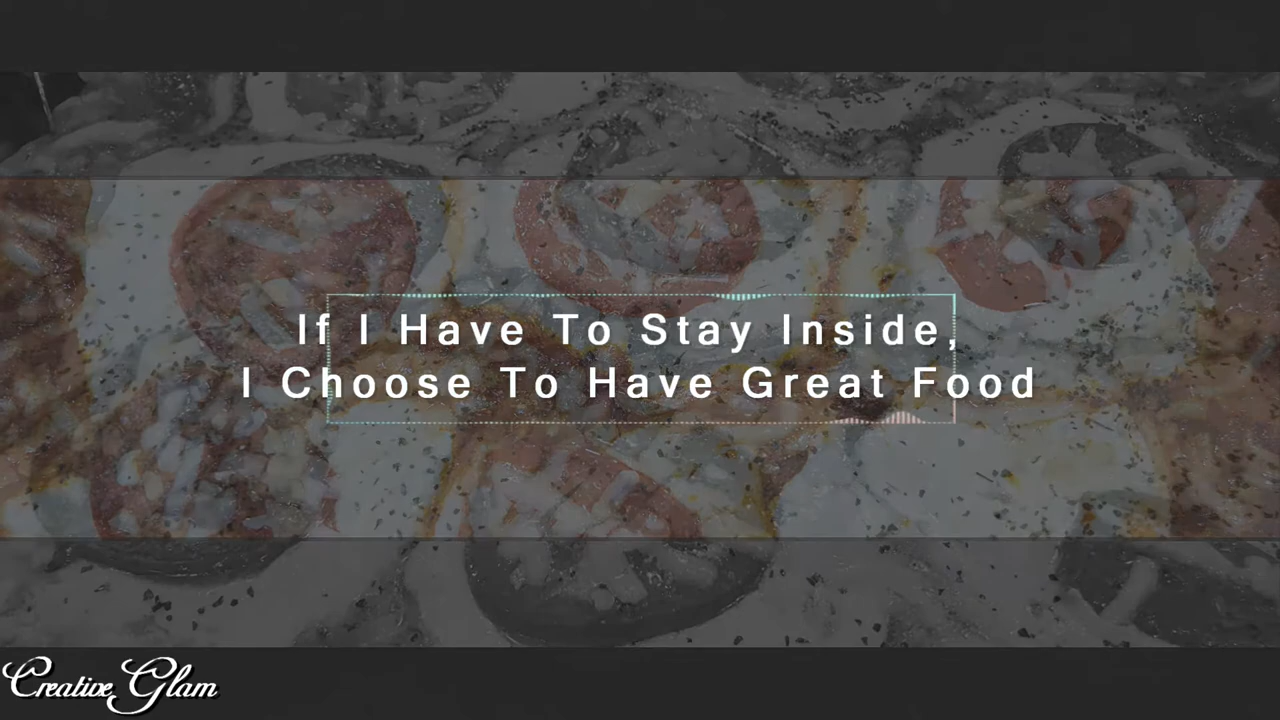 If I Have To Stay Inside,
I Choose To Have Great Food
Creative Glam